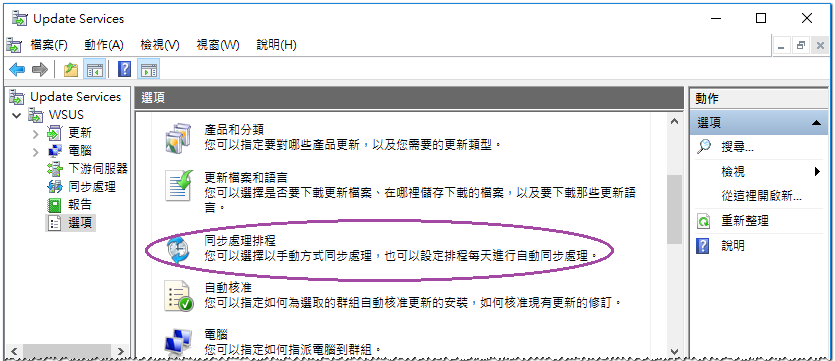 Update Services
檔案(F) 動作(A) 檢視(V) 視窗(W) 說明(H)
Update Services
WSUS
更新
電腦
下游伺服器
同步處理
報告
選項
選項
產品和分類
您可以指定要對哪些產品更新，以及您需要的更新類型。
更新檔案和語言
您可以選擇是否要下載更新檔案、在哪裡儲存下載的檔案，以及要下載那些更新語
言。
同步處理排程
您可以選擇以手動方式同步處理，也可以設定排程每天進行自動同步處理。
自動核准
您可以指定如何為選取的群組自動核准更新的安裝，如何核准現有更新的修訂。
電腦
您可以指定如何指派電腦到群組。
動作
選項
搜尋...
檢視
從這裡開啟新...
重新整理
說明